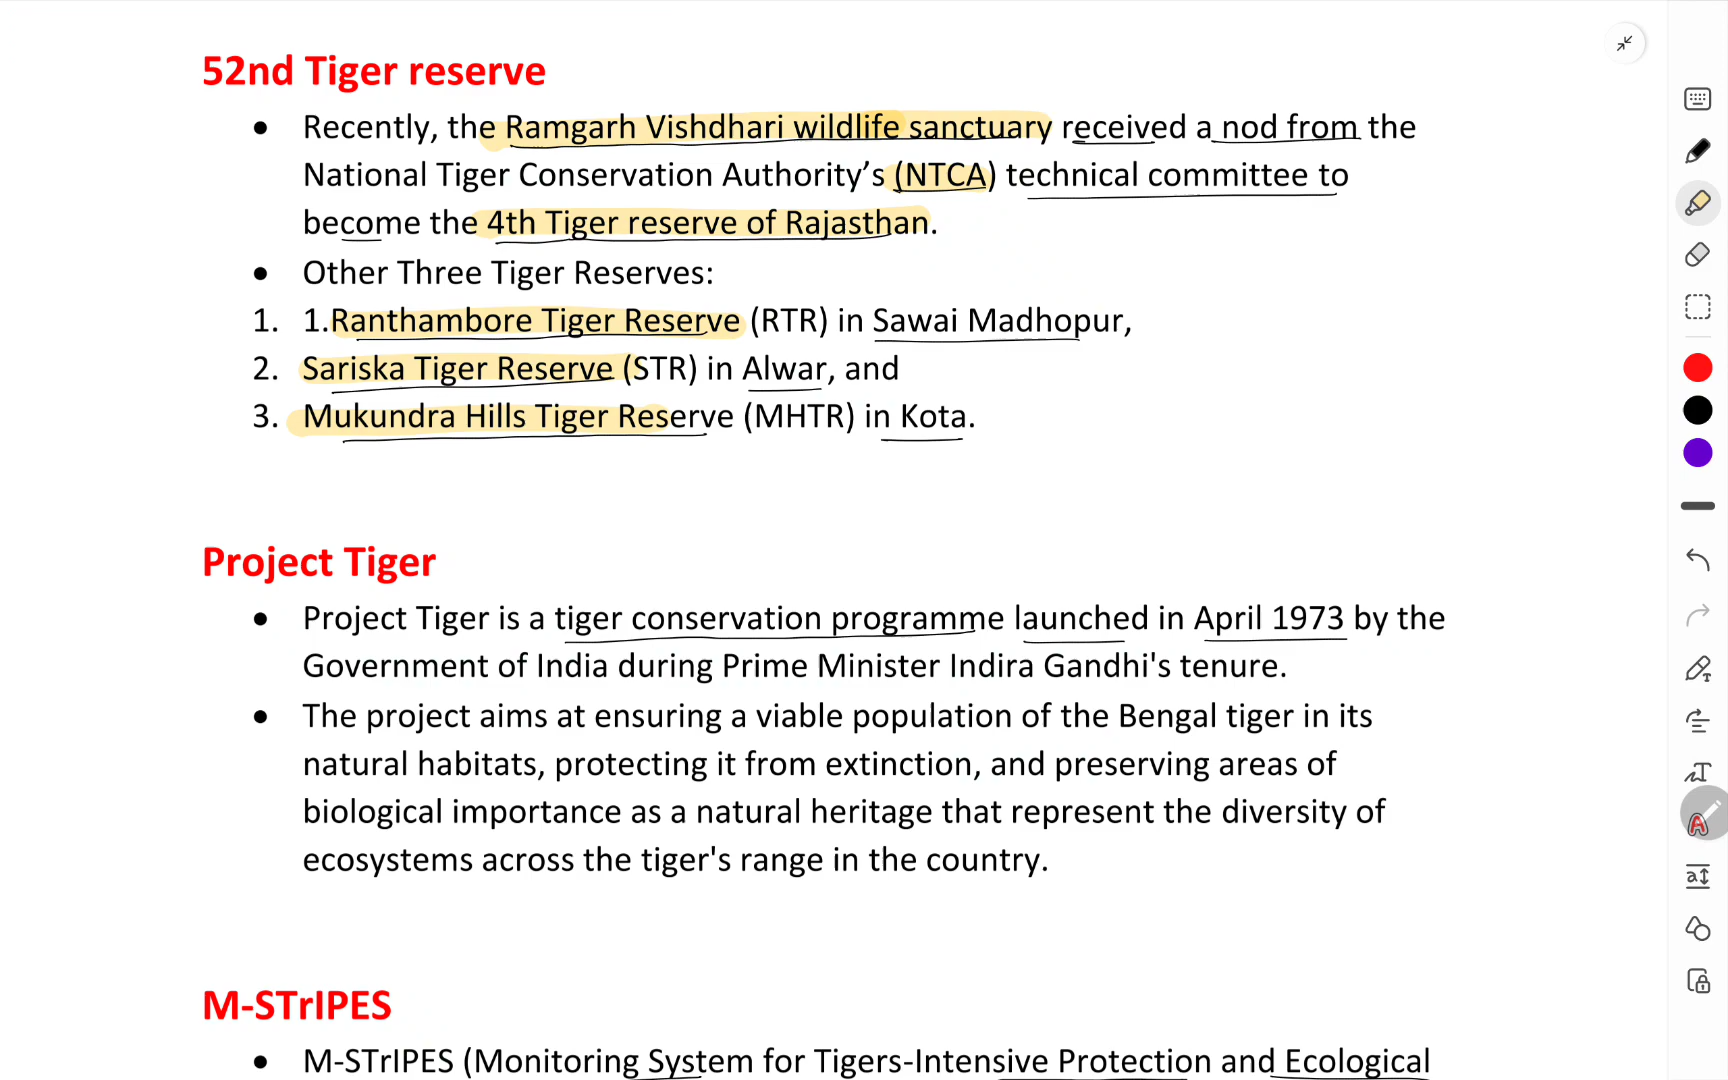 52nd Tiger reserve
• Recently, the Ramgarh Vishdhari wildlife sanctuary received a nod from the
National Tiger Conservation Authority’s (NTCA) technical committee to
become the 4th Tiger reserve of Rajasthan.
• Other Three Tiger Reserves:
1. 1.Ranthambore Tiger Reserve (RTR) in Sawai Madhopur,
2. Sariska Tiger Reserve (STR) in Alwar, and
3. Mukundra Hills Tiger Reserve (MHTR) in Kota.
Project Tiger
• Project Tiger is a tiger conservation programme launched in April 1973 by the
Government of India during Prime Minister Indira Gandhi's tenure.
• The project aims at ensuring a viable population of the Bengal tiger in its
natural habitats, protecting it from extinction, and preserving areas of
biological importance as a natural heritage that represent the diversity of
ecosystems across the tiger's range in the country.
M-STrIPES
• M-STrIPES (Monitoring System for Tigers-Intensive Protection and Ecological